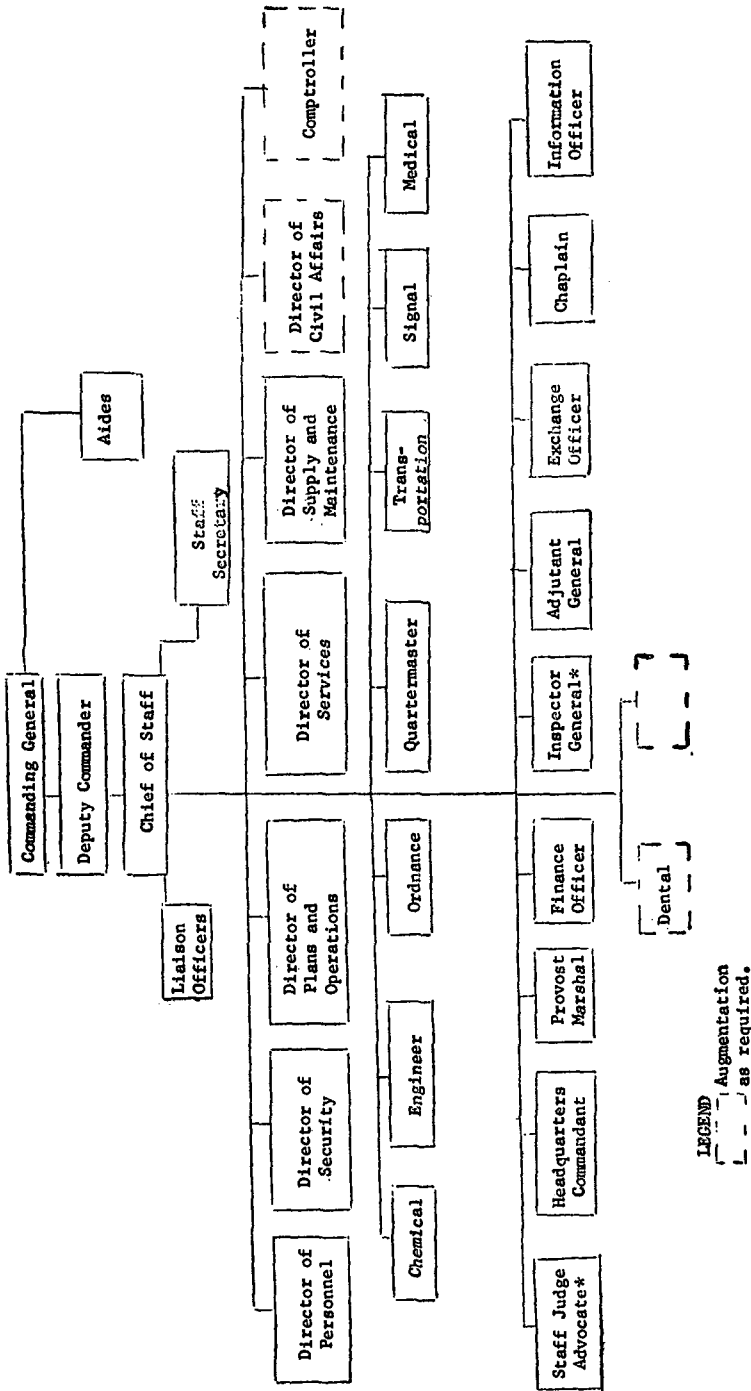 Commanding General
Aides
Deputy Commander
Chief of Staff
Liaison
Officers
Staff
Secretary
Director of
Personnel
Director of
Security
Director of
Plans and
Operations
Director of
Services
Director of
Supply and
Maintenance
Director of
Civil Affairs
Comptroller
Chemical
Engineer
Ordnance
Quartermaster
Trans-
portation
Signal
Medical
Staff Judge
Advocate*
Headquarters
Commandant
Provost
Marshal
Finance
Officer
Inspector
General*
Adjutant
General
Exchange
Officer
Chaplain
Information
Officer
Dental
LEGEND
Augmentation
as required.